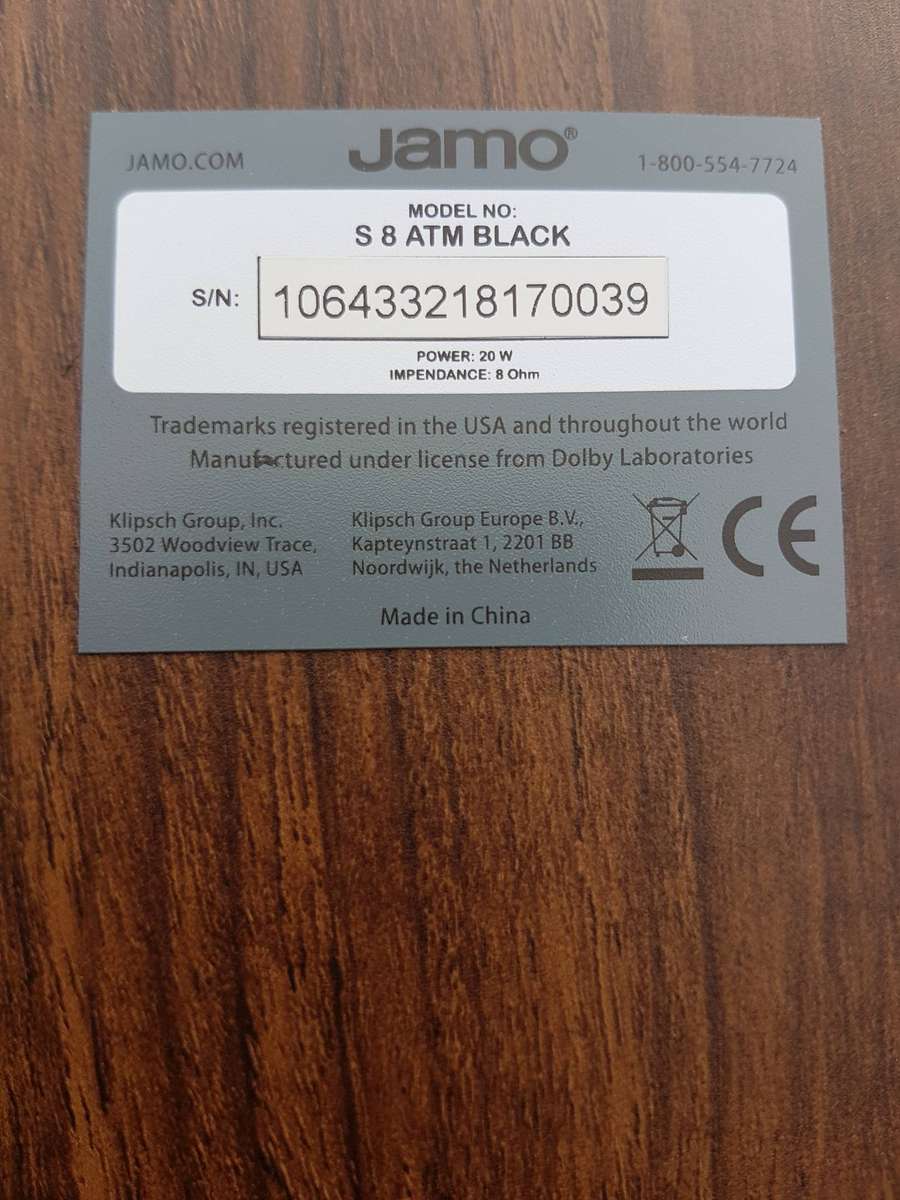 JAMO.COM Jamo® 1-800-554-7724
MODEL NO:
S 8 ATM BLACK
S/N: 106433218170039
POWER: 20 W
IMPENDANCE: 8 Ohm
Trademarks registered in the USA and throughout the world
Manufactured under license from Dolby Laboratories
Klipsch Group, Inc.
3502 Woodview Trace,
Indianapolis, IN, USA
Klipsch Group Europe B.V.,
Kapteynstraat 1, 2201 BB
Noordwijk, the Netherlands
CE
Made in China